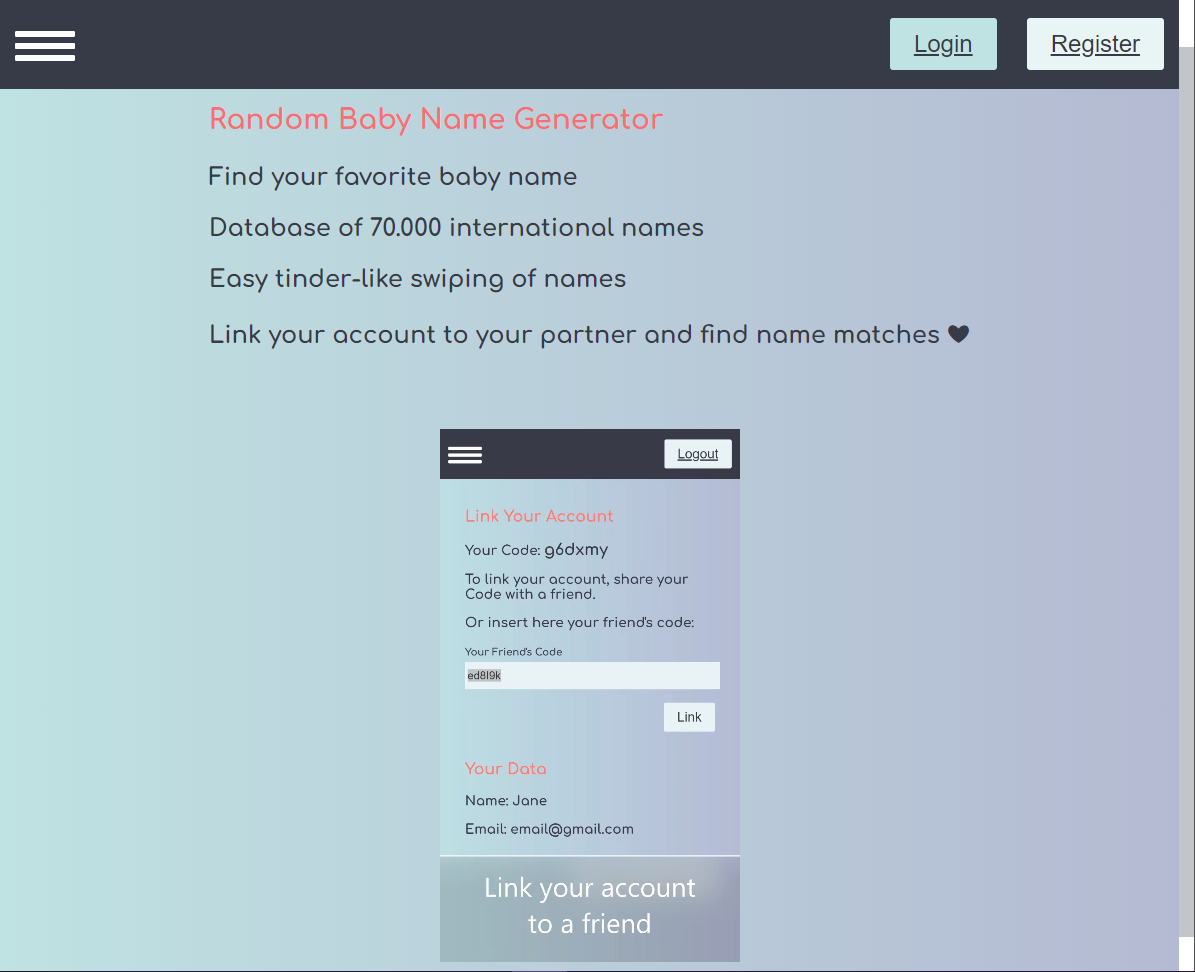 Login
Register
Random Baby Name Generator
Find your favorite baby name
Database of 70.000 international names
Easy tinder-like swiping of names
Link your account to your partner and find name matches ♥
Logout
Link Your Account
Your Code: g6dxmy
To link your account, share your
Code with a friend.
Or insert here your friend's code:
Your Friend's Code
ed8l9k
Link
Your Data
Name: Jane
Email: email@gmail.com
Link your account
to a friend